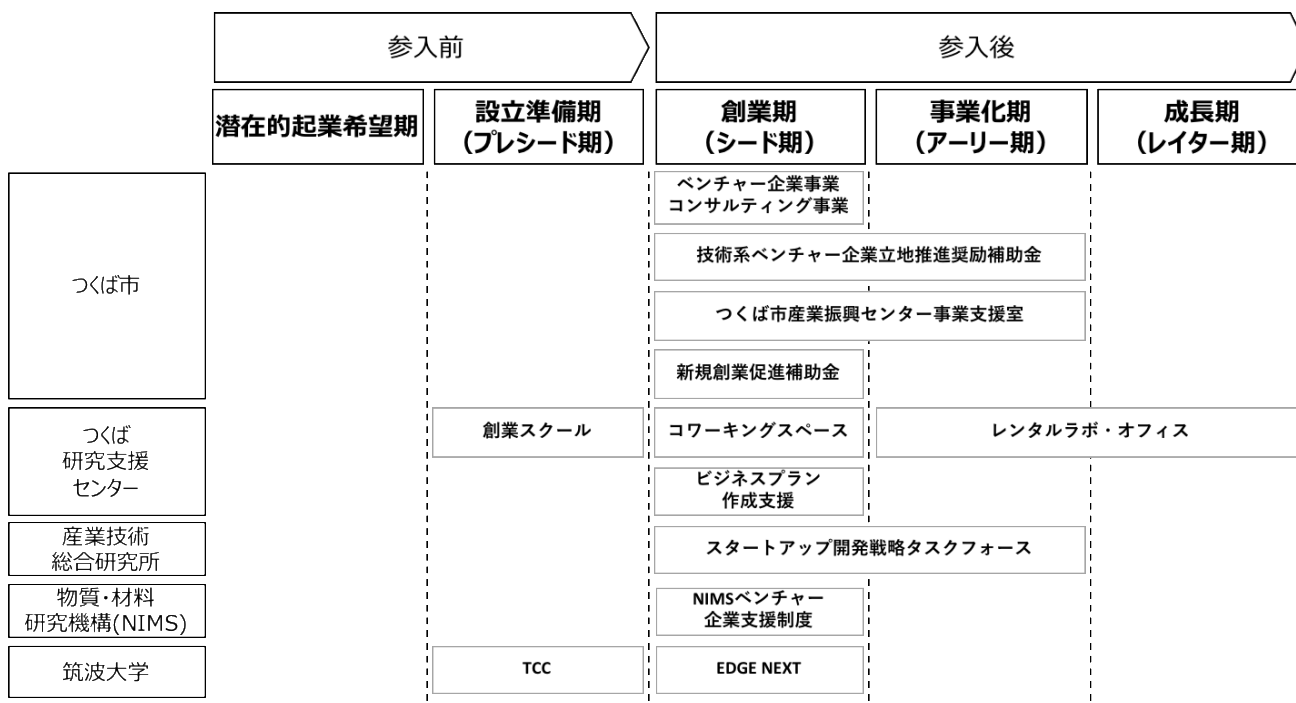 参入前
参入後
潜在的起業希望期
設立準備期
（プレシード期）
創業期
（シード期）
事業化期
（アーリー期）
成長期
（レイター期）
つくば市
ベンチャー企業事業
コンサルティング事業
技術系ベンチャー企業立地推進奨励補助金
つくば市産業振興センター事業支援室
新規創業促進補助金
つくば
研究支援
センター
創業スクール
コワーキングスペース
レンタルラボ・オフィス
ビジネスプラン
作成支援
産業技術
総合研究所
スタートアップ開発戦略タスクフォース
物質・材料
研究機構(NIMS)
NIMSベンチャー
企業支援制度
筑波大学
TCC
EDGE NEXT